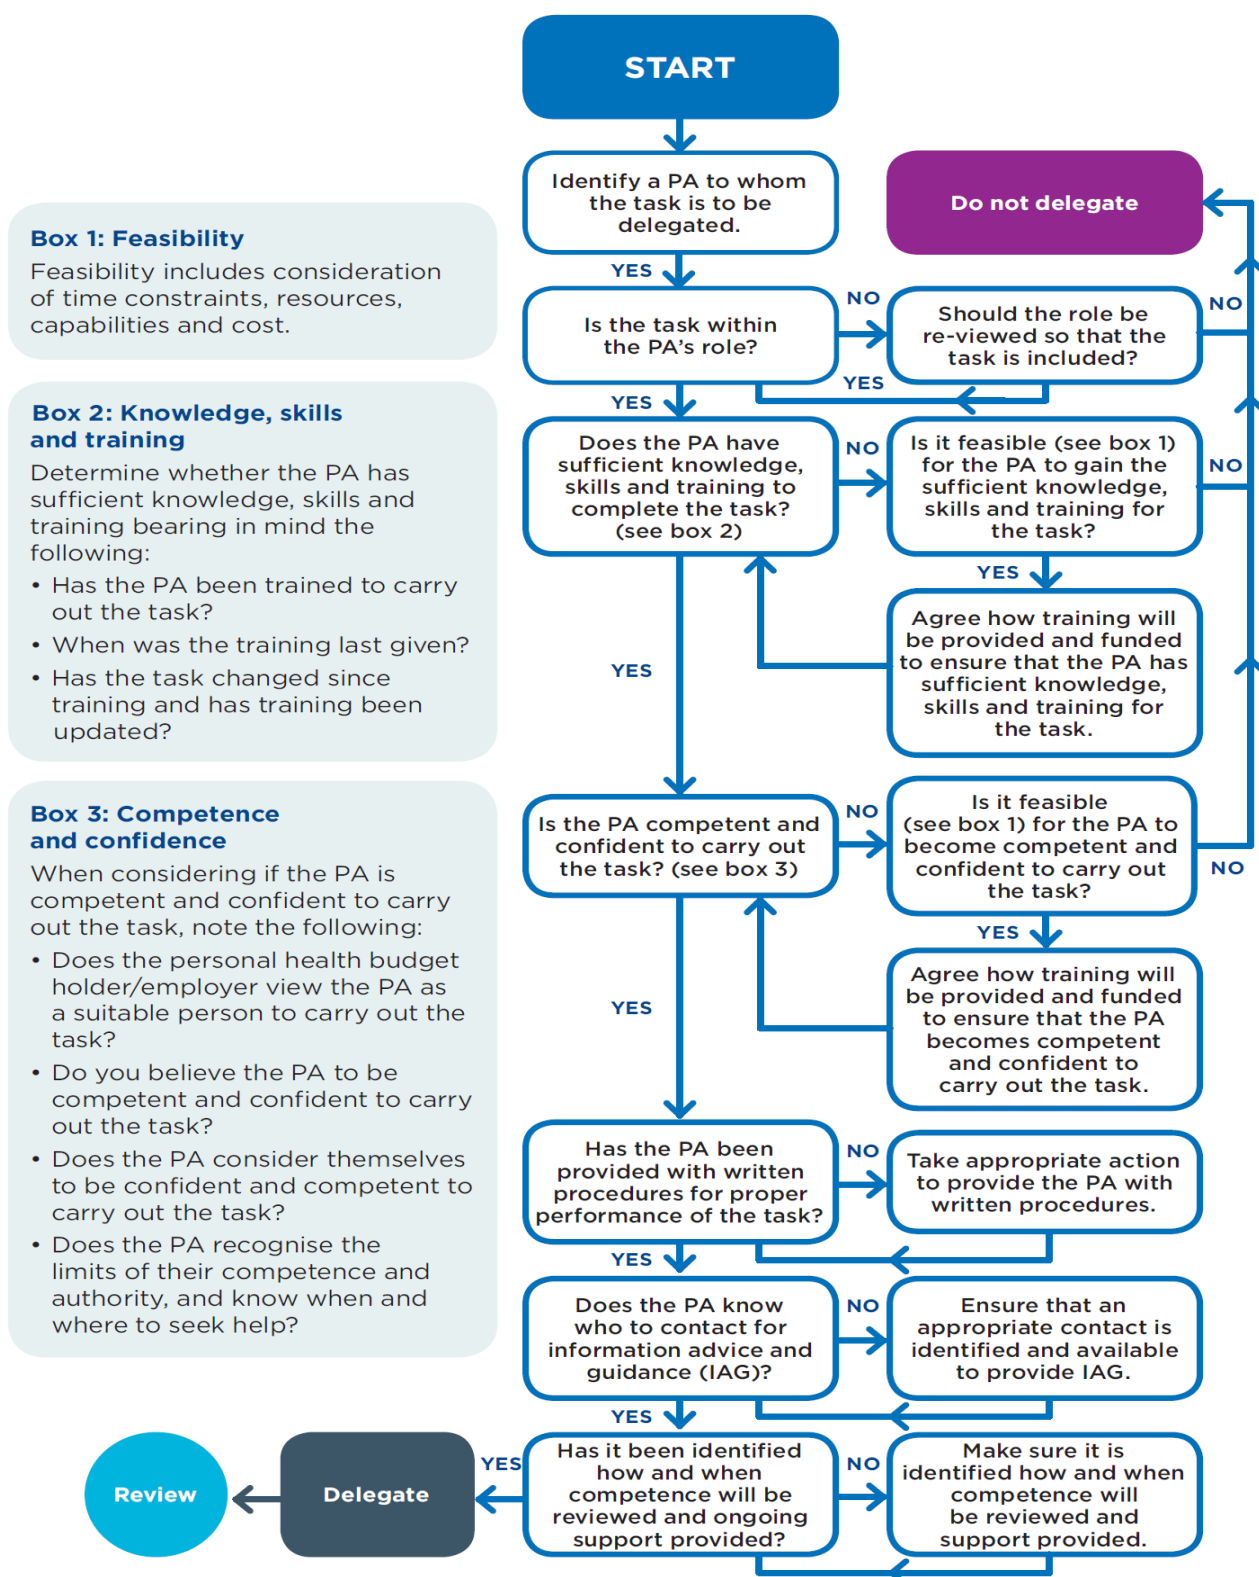 START
Identify a PA to whom
the task is to be
delegated.
Do not delegate
Box 1: Feasibility
Feasibility includes consideration
of time constraints, resources,
capabilities and cost.
YES
Is the task within
the PA's role?
NO
Should the role be
re-viewed so that the
task is included?
NO
YES
YES
Box 2: Knowledge, skills
and training
Determine whether the PA has
sufficient knowledge, skills and
training bearing in mind the
following:
• Has the PA been trained to carry
out the task?
• When was the training last given?
• Has the task changed since
training and has training been
updated?
Does the PA have
sufficient knowledge,
skills and training to
complete the task?
(see box 2)
NO
Is it feasible (see box 1)
for the PA to gain the
sufficient knowledge,
skills and training for
the task?
NO
YES
Agree how training will
be provided and funded
to ensure that the PA has
sufficient knowledge,
skills and training for
the task.
YES
Box 3: Competence
and confidence
When considering if the PA is
competent and confident to carry
out the task, note the following:
• Does the personal health budget
holder/employer view the PA as
a suitable person to carry out the
task?
• Do you believe the PA to be
competent and confident to carry
out the task?
• Does the PA consider themselves
to be confident and competent to
carry out the task?
• Does the PA recognise the
limits of their competence and
authority, and know when and
where to seek help?
Is the PA competent and
confident to carry out
the task? (see box 3)
NO
Is it feasible
(see box 1) for the PA to
become competent and
confident to carry out
the task?
NO
YES
Agree how training will
be provided and funded
to ensure that the PA
becomes competent
and confident to
carry out the task.
YES
Has the PA been
provided with written
procedures for proper
performance of the task?
NO
Take appropriate action
to provide the PA with
written procedures.
YES
Does the PA know
who to contact for
information advice and
guidance (IAG)?
NO
Ensure that an
appropriate contact is
identified and available
to provide IAG.
YES
Has it been identified
how and when
competence will be
reviewed and ongoing
support provided?
NO
Make sure it is
identified how and when
competence will
be reviewed and
support provided.
YES
Delegate
Review